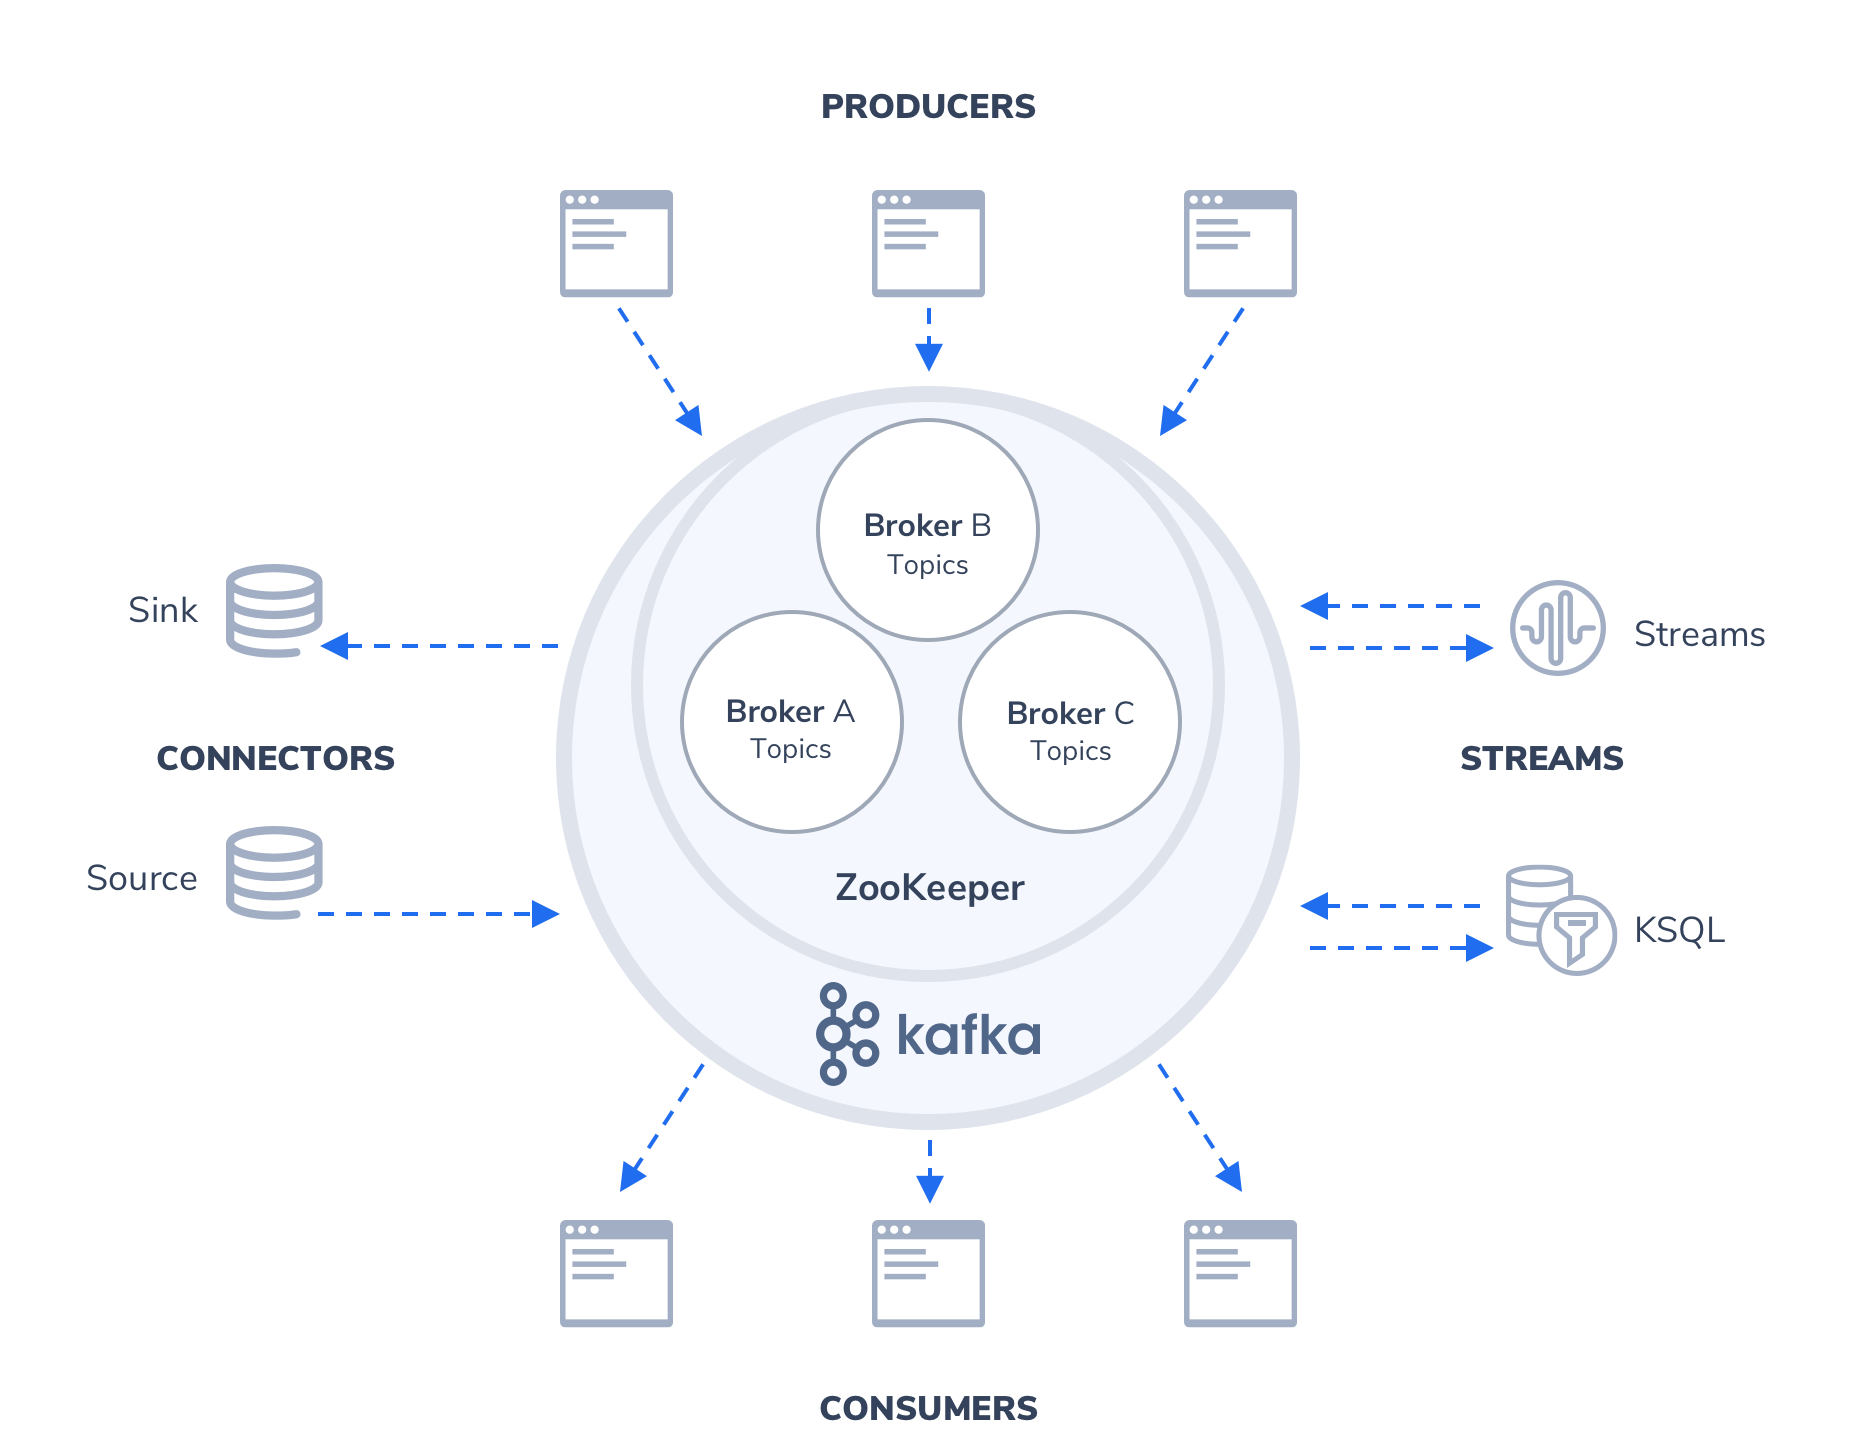 PRODUCERS
Broker B
Topics
Sink
Streams
Broker A
Topics
Broker C
Topics
CONNECTORS
STREAMS
Source
ZooKeeper
KSQL
kafka
CONSUMERS